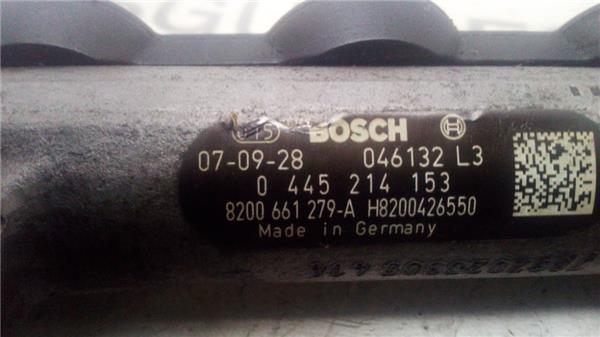 BOSCH
07-09-28 046132 L3
0 445 214 153
8200 661 279-A H8200426550
Made in Germany